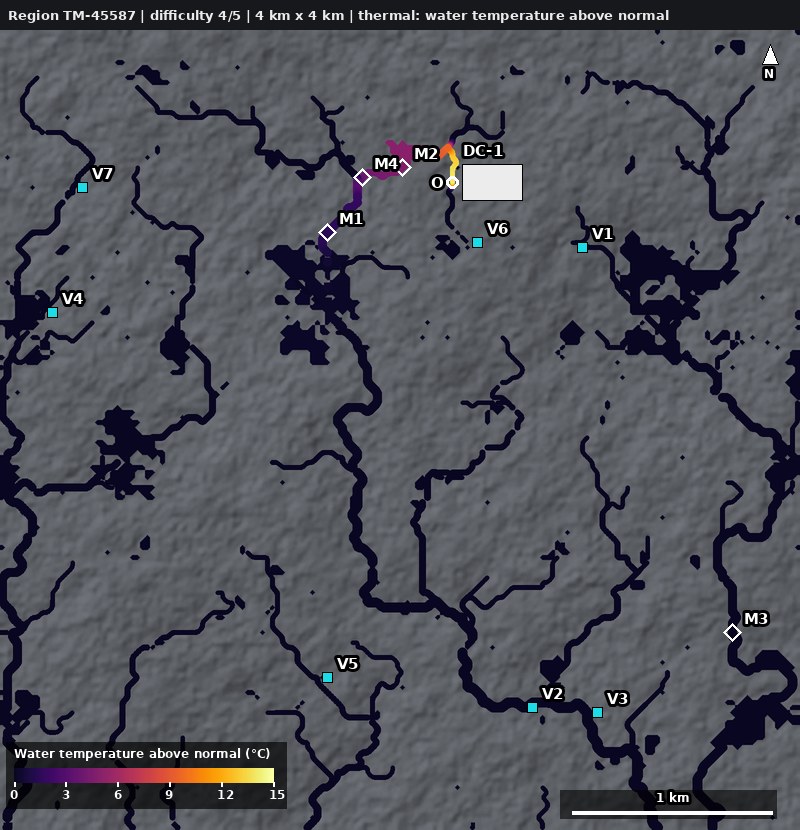 Region TM-45587 | difficulty 4/5 | 4 km x 4 km | thermal: water temperature above normal
N
M2
DC-1
M4
V7
O
M1
V6
V1
V4
M3
V5
V2
V3
Water temperature above normal (°C)
0 3 6 9 12 15
1 km